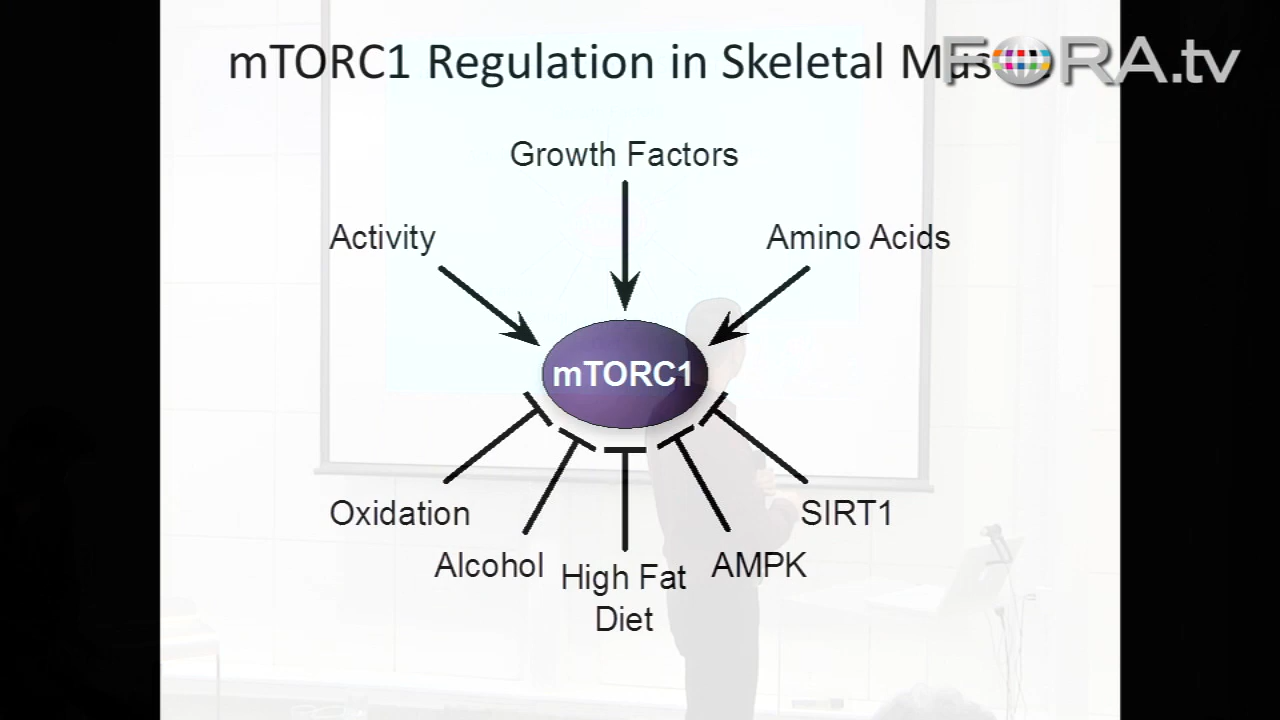 mTORC1 Regulation in Skeletal
FORA.tv
Growth Factors
Activity
Amino Acids
mTORC1
Oxidation
SIRT1
Alcohol
High Fat
Diet
AMPK